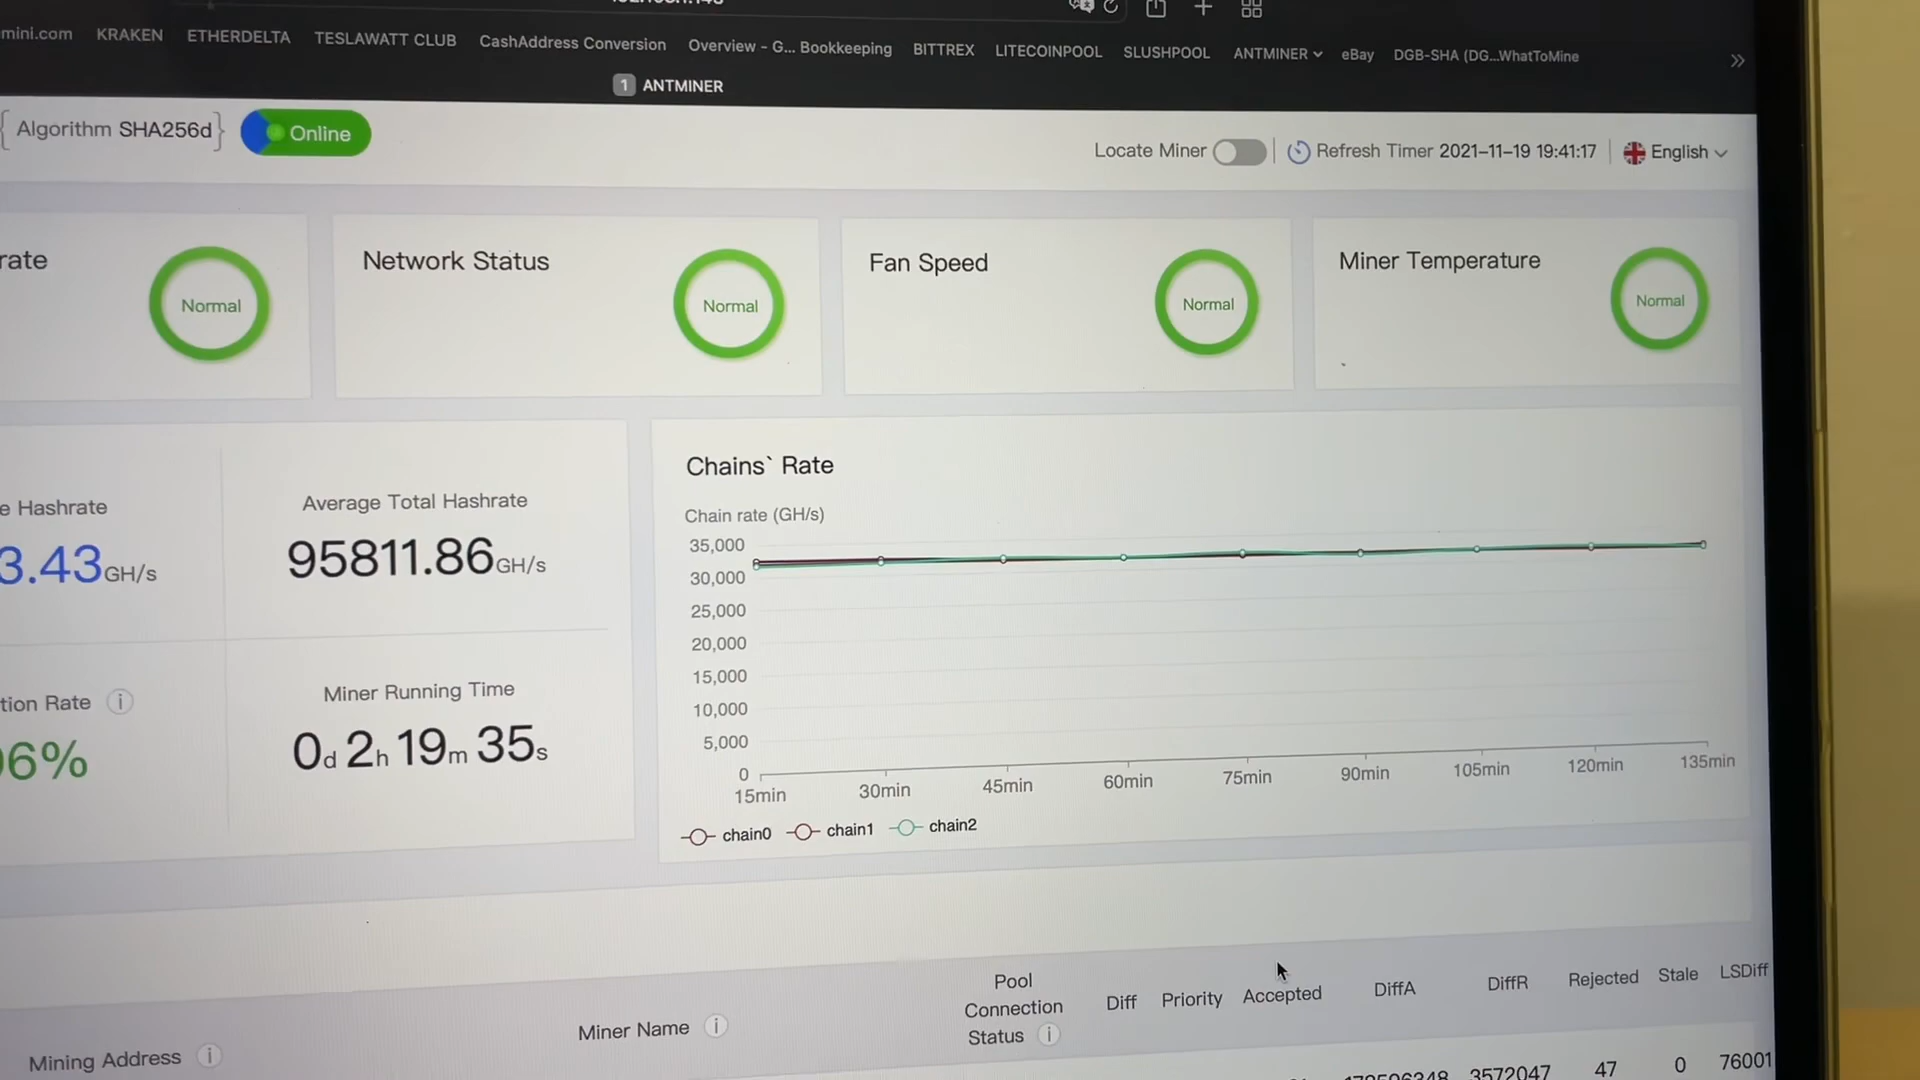 mini.com KRAKEN ETHERDELTA TESLAWATT CLUB CashAddress Conversion Overview - G... Bookkeeping BITTREX LITECOINPOOL SLUSHPOOL ANTMINER eBay DGB-SHA (DG...WhatToMine »
1 ANTMINER
{ Algorithm SHA256d } Online Locate Miner Refresh Timer 2021-11-19 19:41:17 English
rate Normal
Network Status Normal
Fan Speed Normal
Miner Temperature Normal
e Hashrate
3.43GH/s
Average Total Hashrate
95811.86GH/s
tion Rate i
06%
Miner Running Time
0d 2h 19m 35s
Chains` Rate
Chain rate (GH/s)
35,000
30,000
25,000
20,000
15,000
10,000
5,000
0
15min 30min 45min 60min 75min 90min 105min 120min 135min
chain0 chain1 chain2
Mining Address i Miner Name i Pool
Connection
Status i
Diff Priority Accepted DiffA DiffR Rejected Stale LSDiff
3572047 47 0 76001